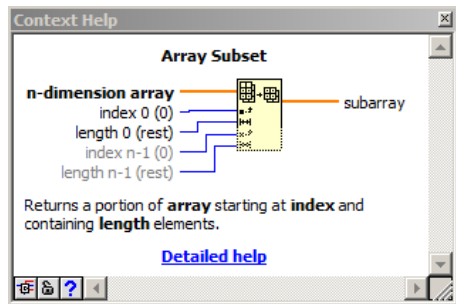 Context Help
Array Subset
n-dimension array
index 0 (0)
length 0 (rest)
index n-1 (0)
length n-1 (rest)
subarray
Returns a portion of array starting at index and
containing length elements.
Detailed help
?